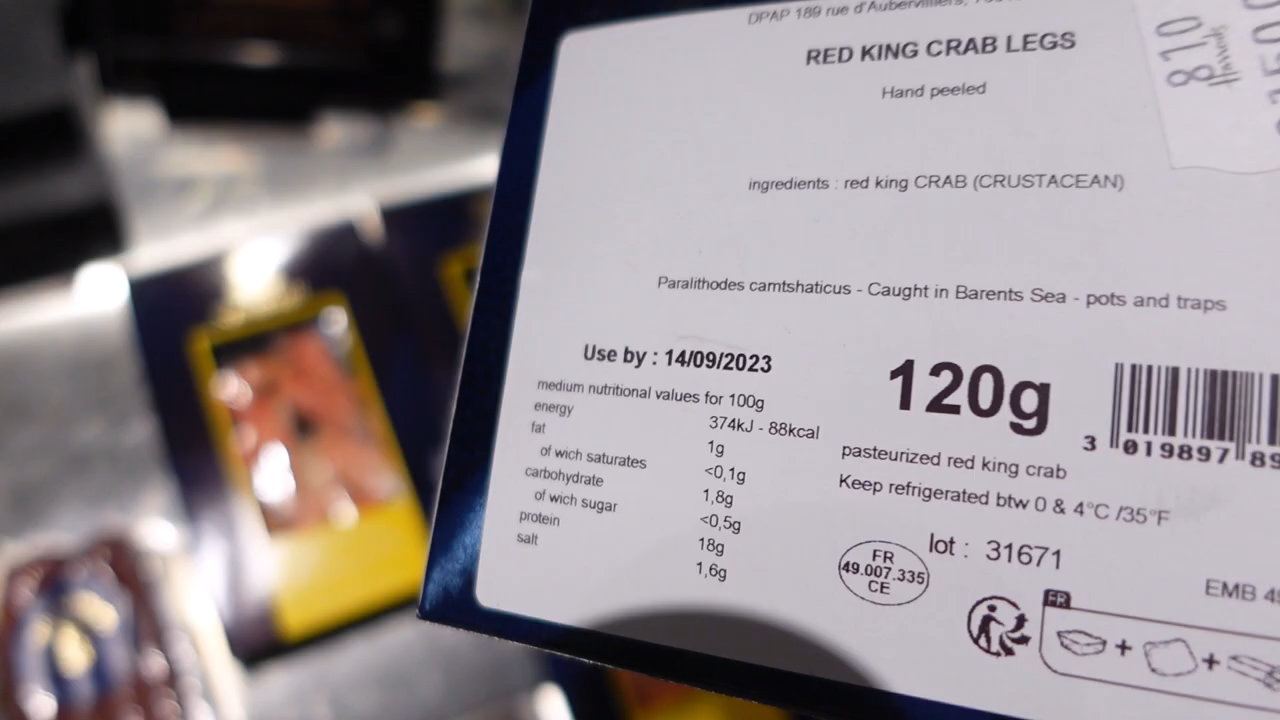 DPAP 189 rue d'Aubervilliers,
RED KING CRAB LEGS
Hand peeled
810
ingredients : red king CRAB (CRUSTACEAN)
Paralithodes camtshaticus - Caught in Barents Sea - pots and traps
Use by : 14/09/2023
medium nutritional values for 100g
energy 374kJ - 88kcal
fat 1g
of wich saturates <0,1g
carbohydrate 1,8g
of wich sugar <0,5g
protein 18g
salt 1,6g
120g
3 019897 89
pasteurized red king crab
Keep refrigerated btw 0 & 4°C /35°F
lot : 31671
FR
49.007.335
CE
EMB 49
FR
+ +